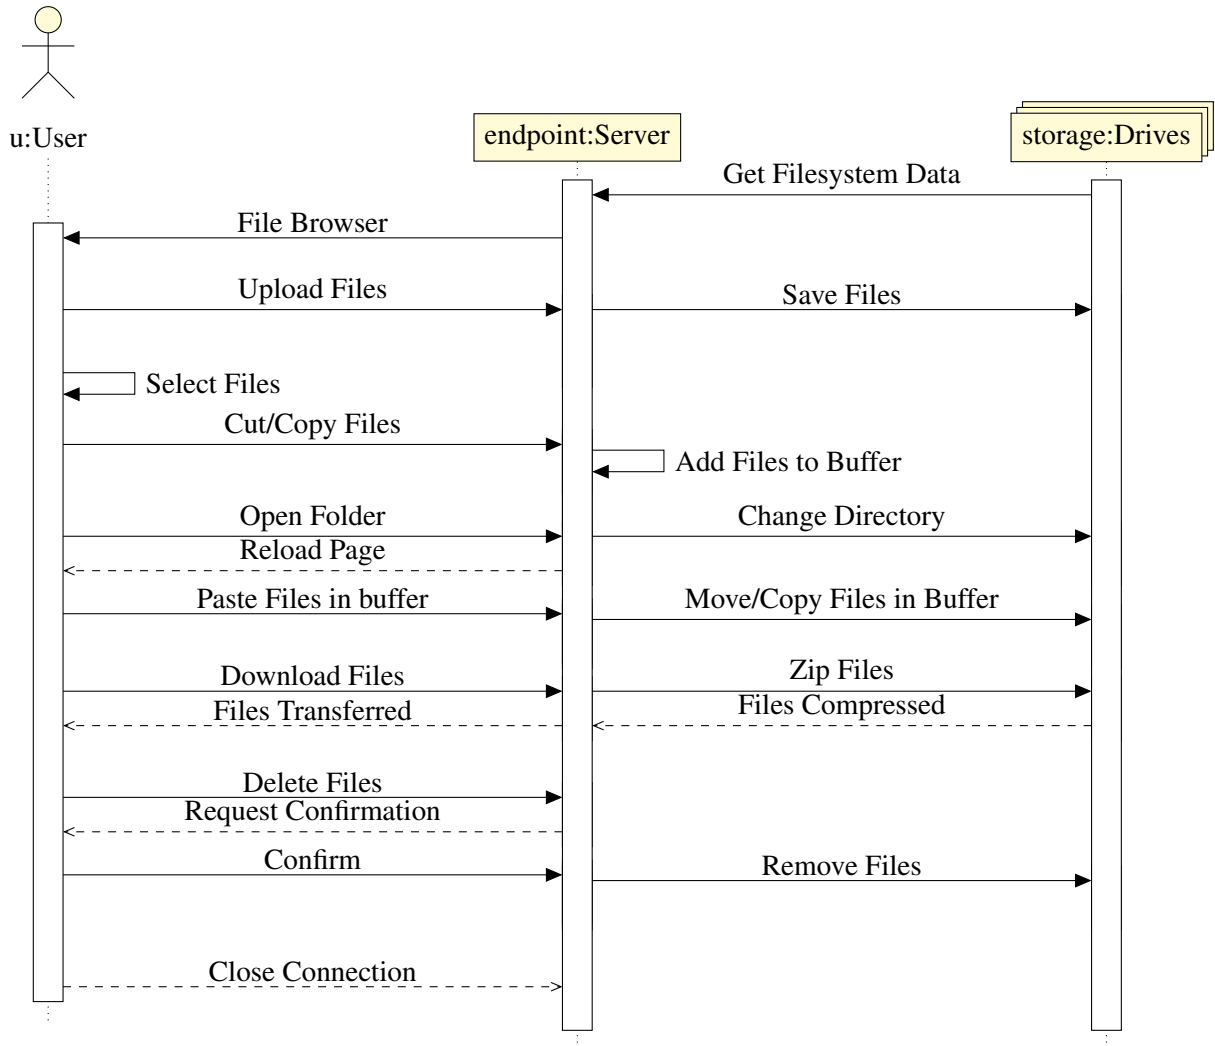 u:User
endpoint:Server
storage:Drives
Get Filesystem Data
File Browser
Upload Files
Save Files
Select Files
Cut/Copy Files
Add Files to Buffer
Open Folder
Change Directory
Reload Page
Paste Files in buffer
Move/Copy Files in Buffer
Download Files
Zip Files
Files Transferred
Files Compressed
Delete Files
Request Confirmation
Confirm
Remove Files
Close Connection